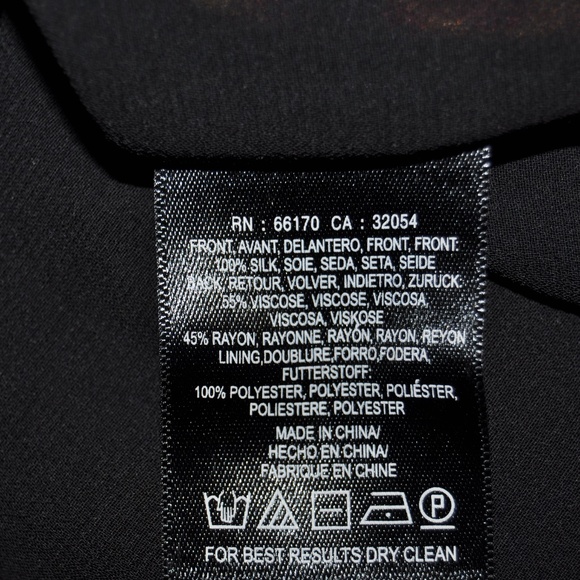 RN : 66170 CA : 32054
FRONT, AVANT, DELANTERO, FRONT, FRONT:
100% SILK, SOIE, SEDA, SETA, SEIDE
BACK, RETOUR, VOLVER, INDIETRO, ZURUCK:
55% VISCOSE, VISCOSE, VISCOSA,
VISCOSA, VISKOSE
45% RAYON, RAYONNE, RAYÓN, RAYON, REYON
LINING,DOUBLURE,FORRO,FODERA,
FUTTERSTOFF:
100% POLYESTER, POLYESTER, POLIÉSTER,
POLIESTERE, POLYESTER
MADE IN CHINA/
HECHO EN CHINA/
FABRIQUE EN CHINE
P
FOR BEST RESULTS DRY CLEAN